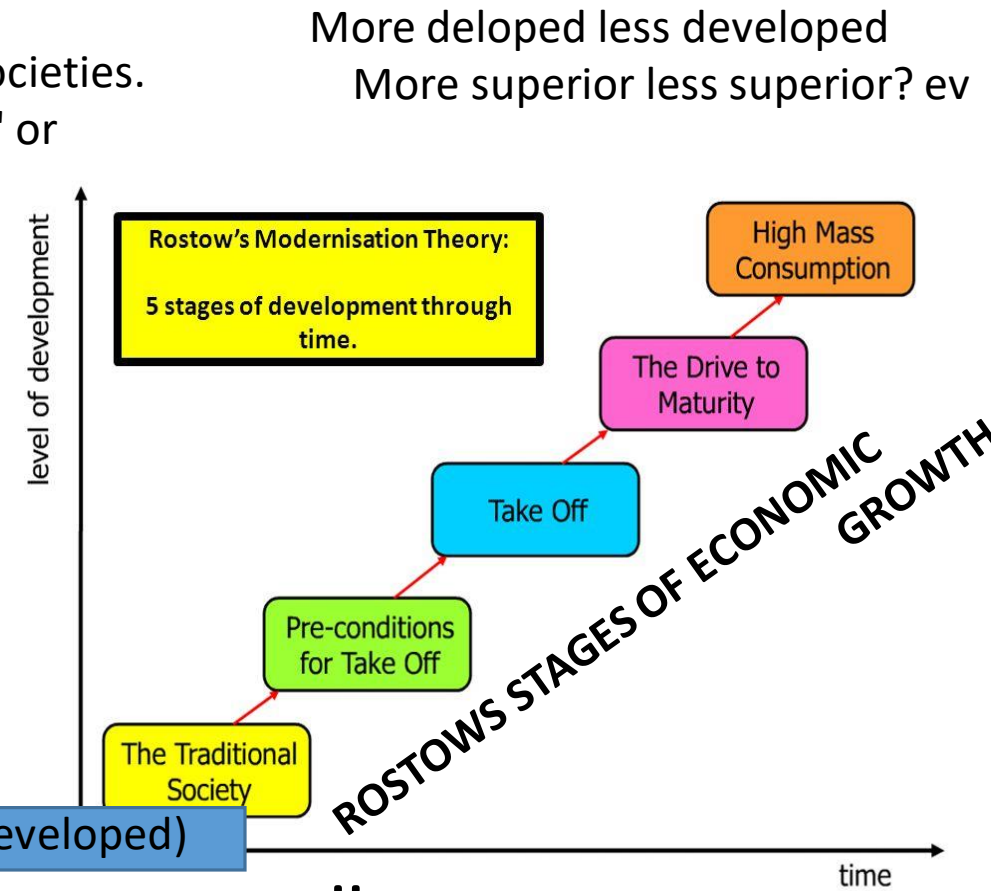 More deloped less developed
ocieties.
More superior less superior? ev
" or
level of development
Rostow's Modernisation Theory:
5 stages of development through
time.
High Mass
Consumption
The Drive to
Maturity
Take Off
Pre-conditions
for Take Off
The Traditional
Society
ROSTOWS STAGES OF ECONOMIC
GROWTH
eveloped)
time